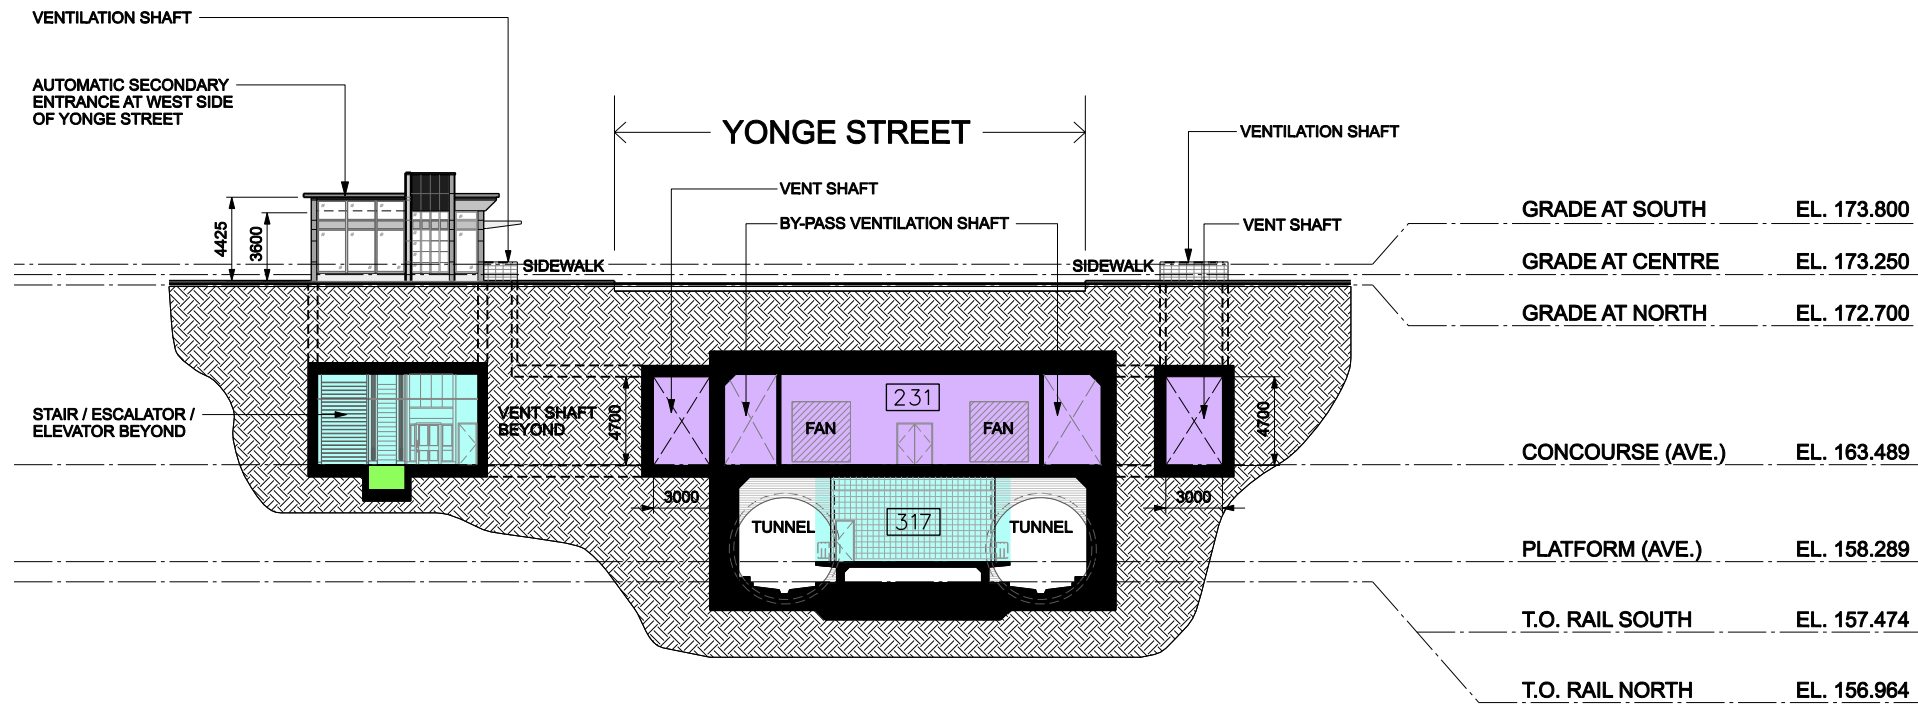 VENTILATION SHAFT
AUTOMATIC SECONDARY
ENTRANCE AT WEST SIDE
OF YONGE STREET
YONGE STREET
VENTILATION SHAFT
VENT SHAFT
BY-PASS VENTILATION SHAFT
VENT SHAFT
4425
3600
SIDEWALK
SIDEWALK
GRADE AT SOUTH EL. 173.800
GRADE AT CENTRE EL. 173.250
GRADE AT NORTH EL. 172.700
STAIR / ESCALATOR /
ELEVATOR BEYOND
VENT SHAFT
BEYOND
4700
231
FAN
FAN
4700
CONCOURSE (AVE.) EL. 163.489
3000
3000
TUNNEL
317
TUNNEL
PLATFORM (AVE.) EL. 158.289
T.O. RAIL SOUTH EL. 157.474
T.O. RAIL NORTH EL. 156.964